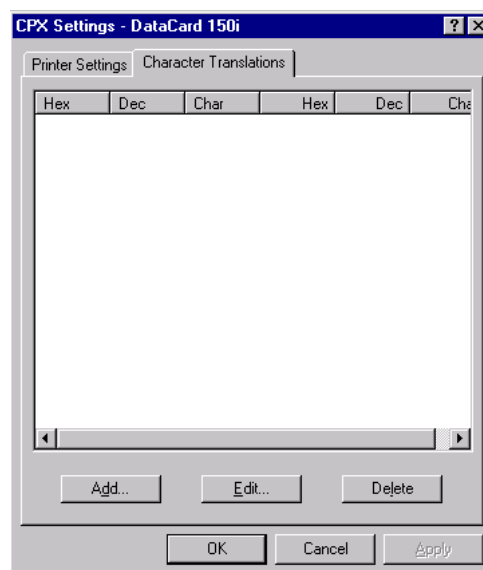 CPX Settings - DataCard 150i
Printer Settings Character Translations
Hex Dec Char Hex Dec Cha
Add... Edit... Delete
OK Cancel Apply